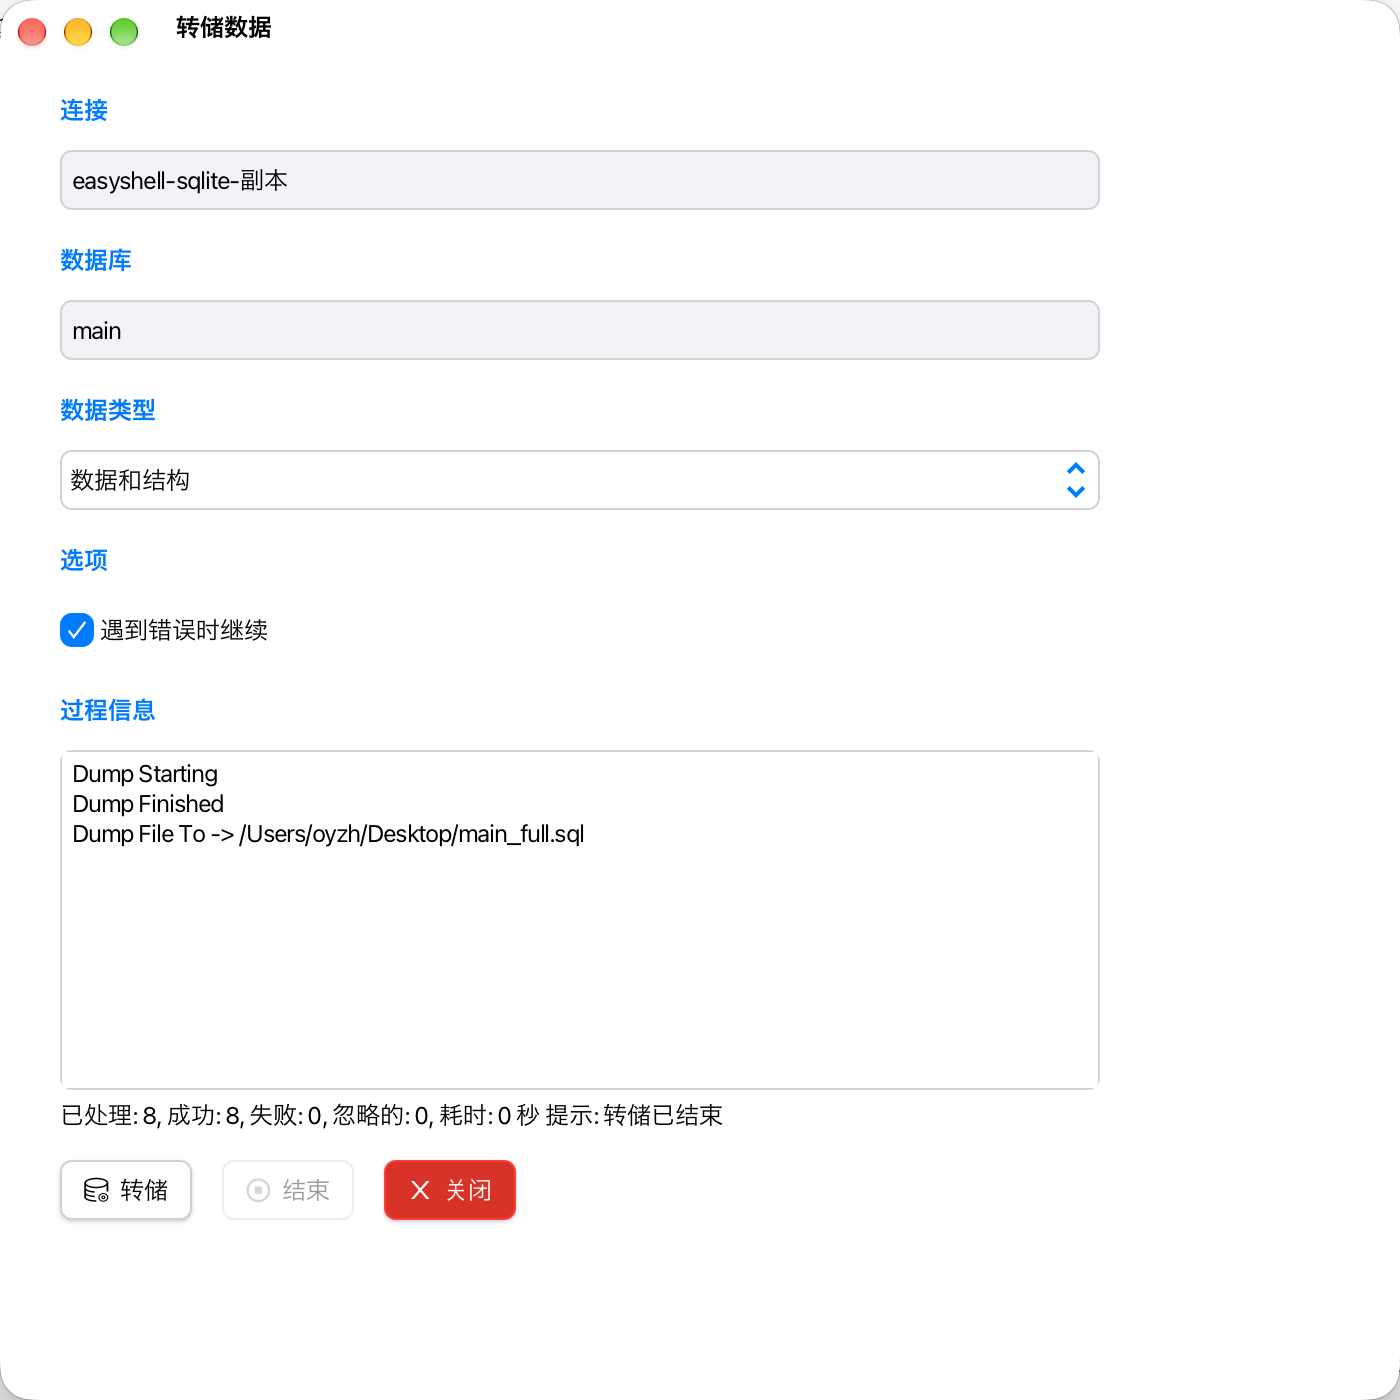 转储数据
连接
easyshell-sqlite-副本
数据库
main
数据类型
数据和结构
选项
遇到错误时继续
过程信息
Dump Starting
Dump Finished
Dump File To -> /Users/oyzh/Desktop/main_full.sql
已处理: 8, 成功: 8, 失败: 0, 忽略的: 0, 耗时: 0 秒 提示: 转储已结束
转储 结束 X 关闭